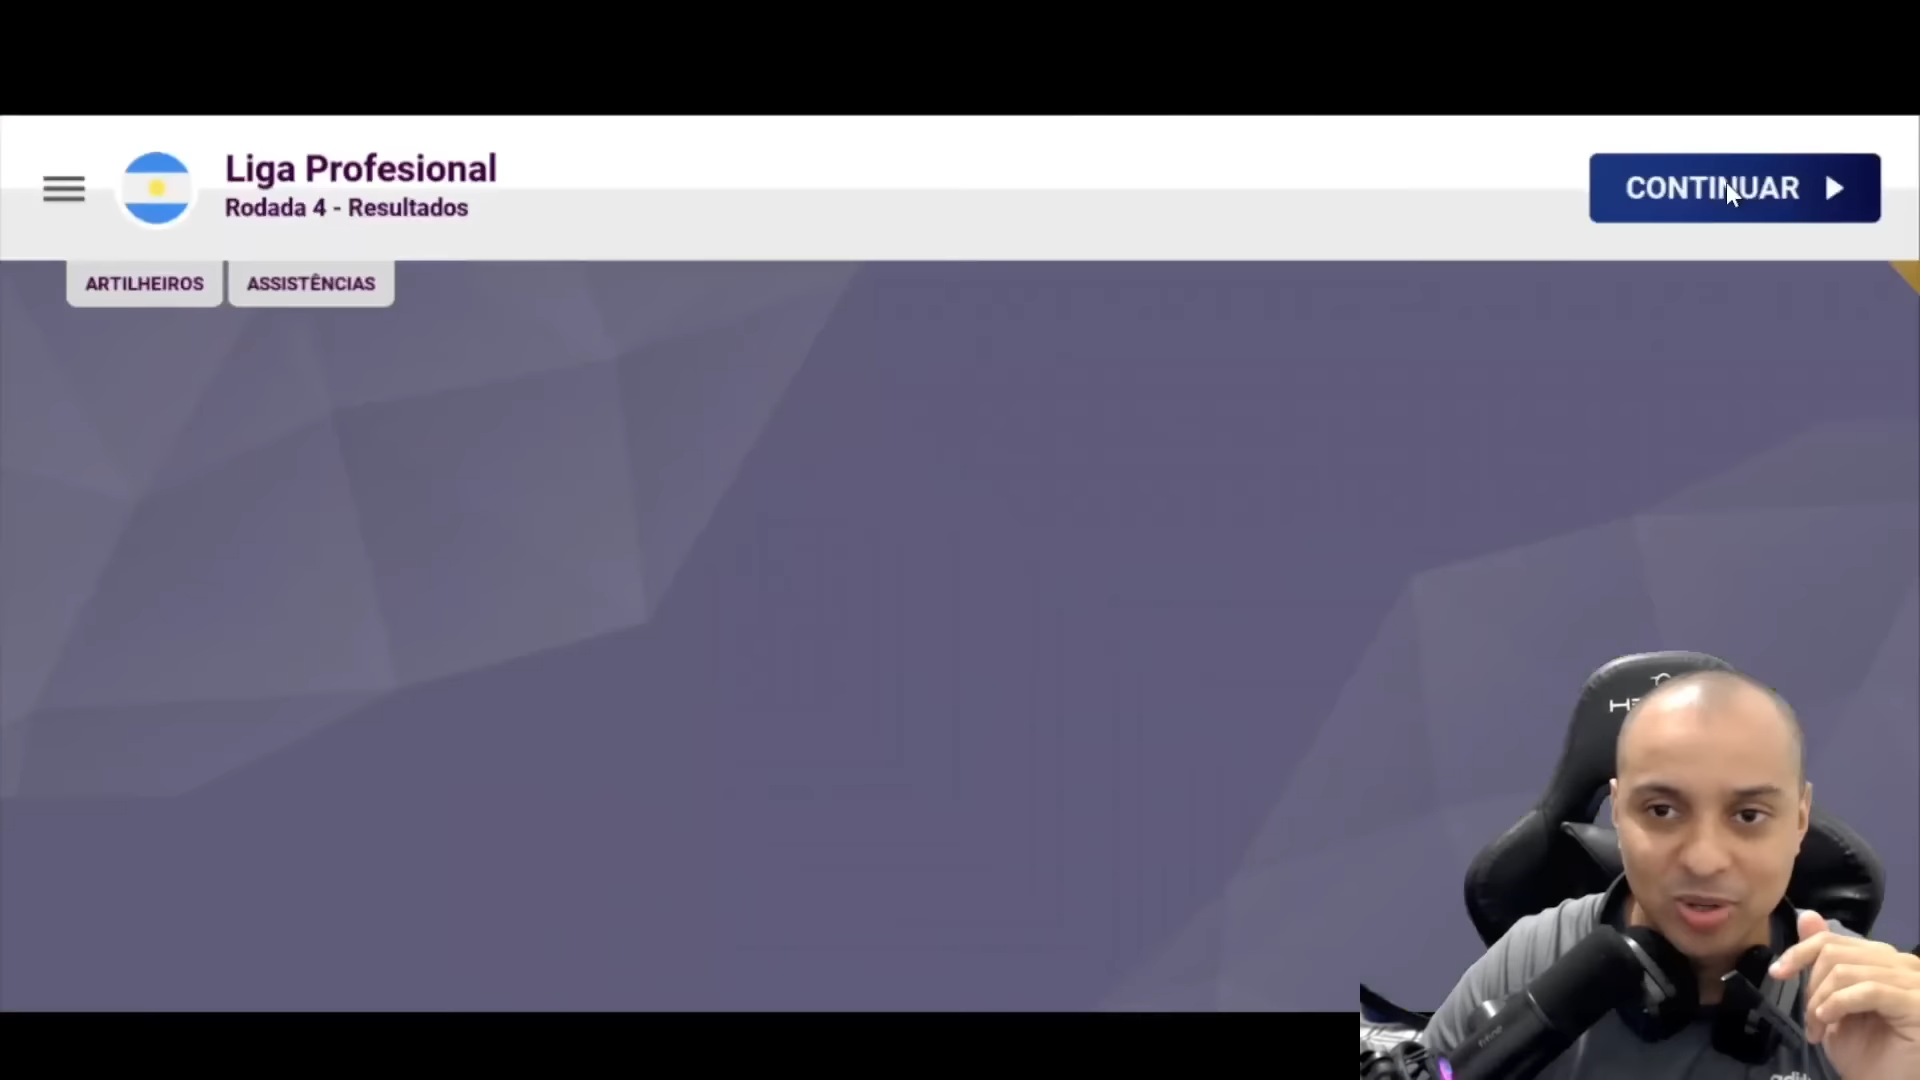 Liga Profesional
Rodada 4 - Resultados
CONTINUAR
ARTILHEIROS
ASSISTÊNCIAS